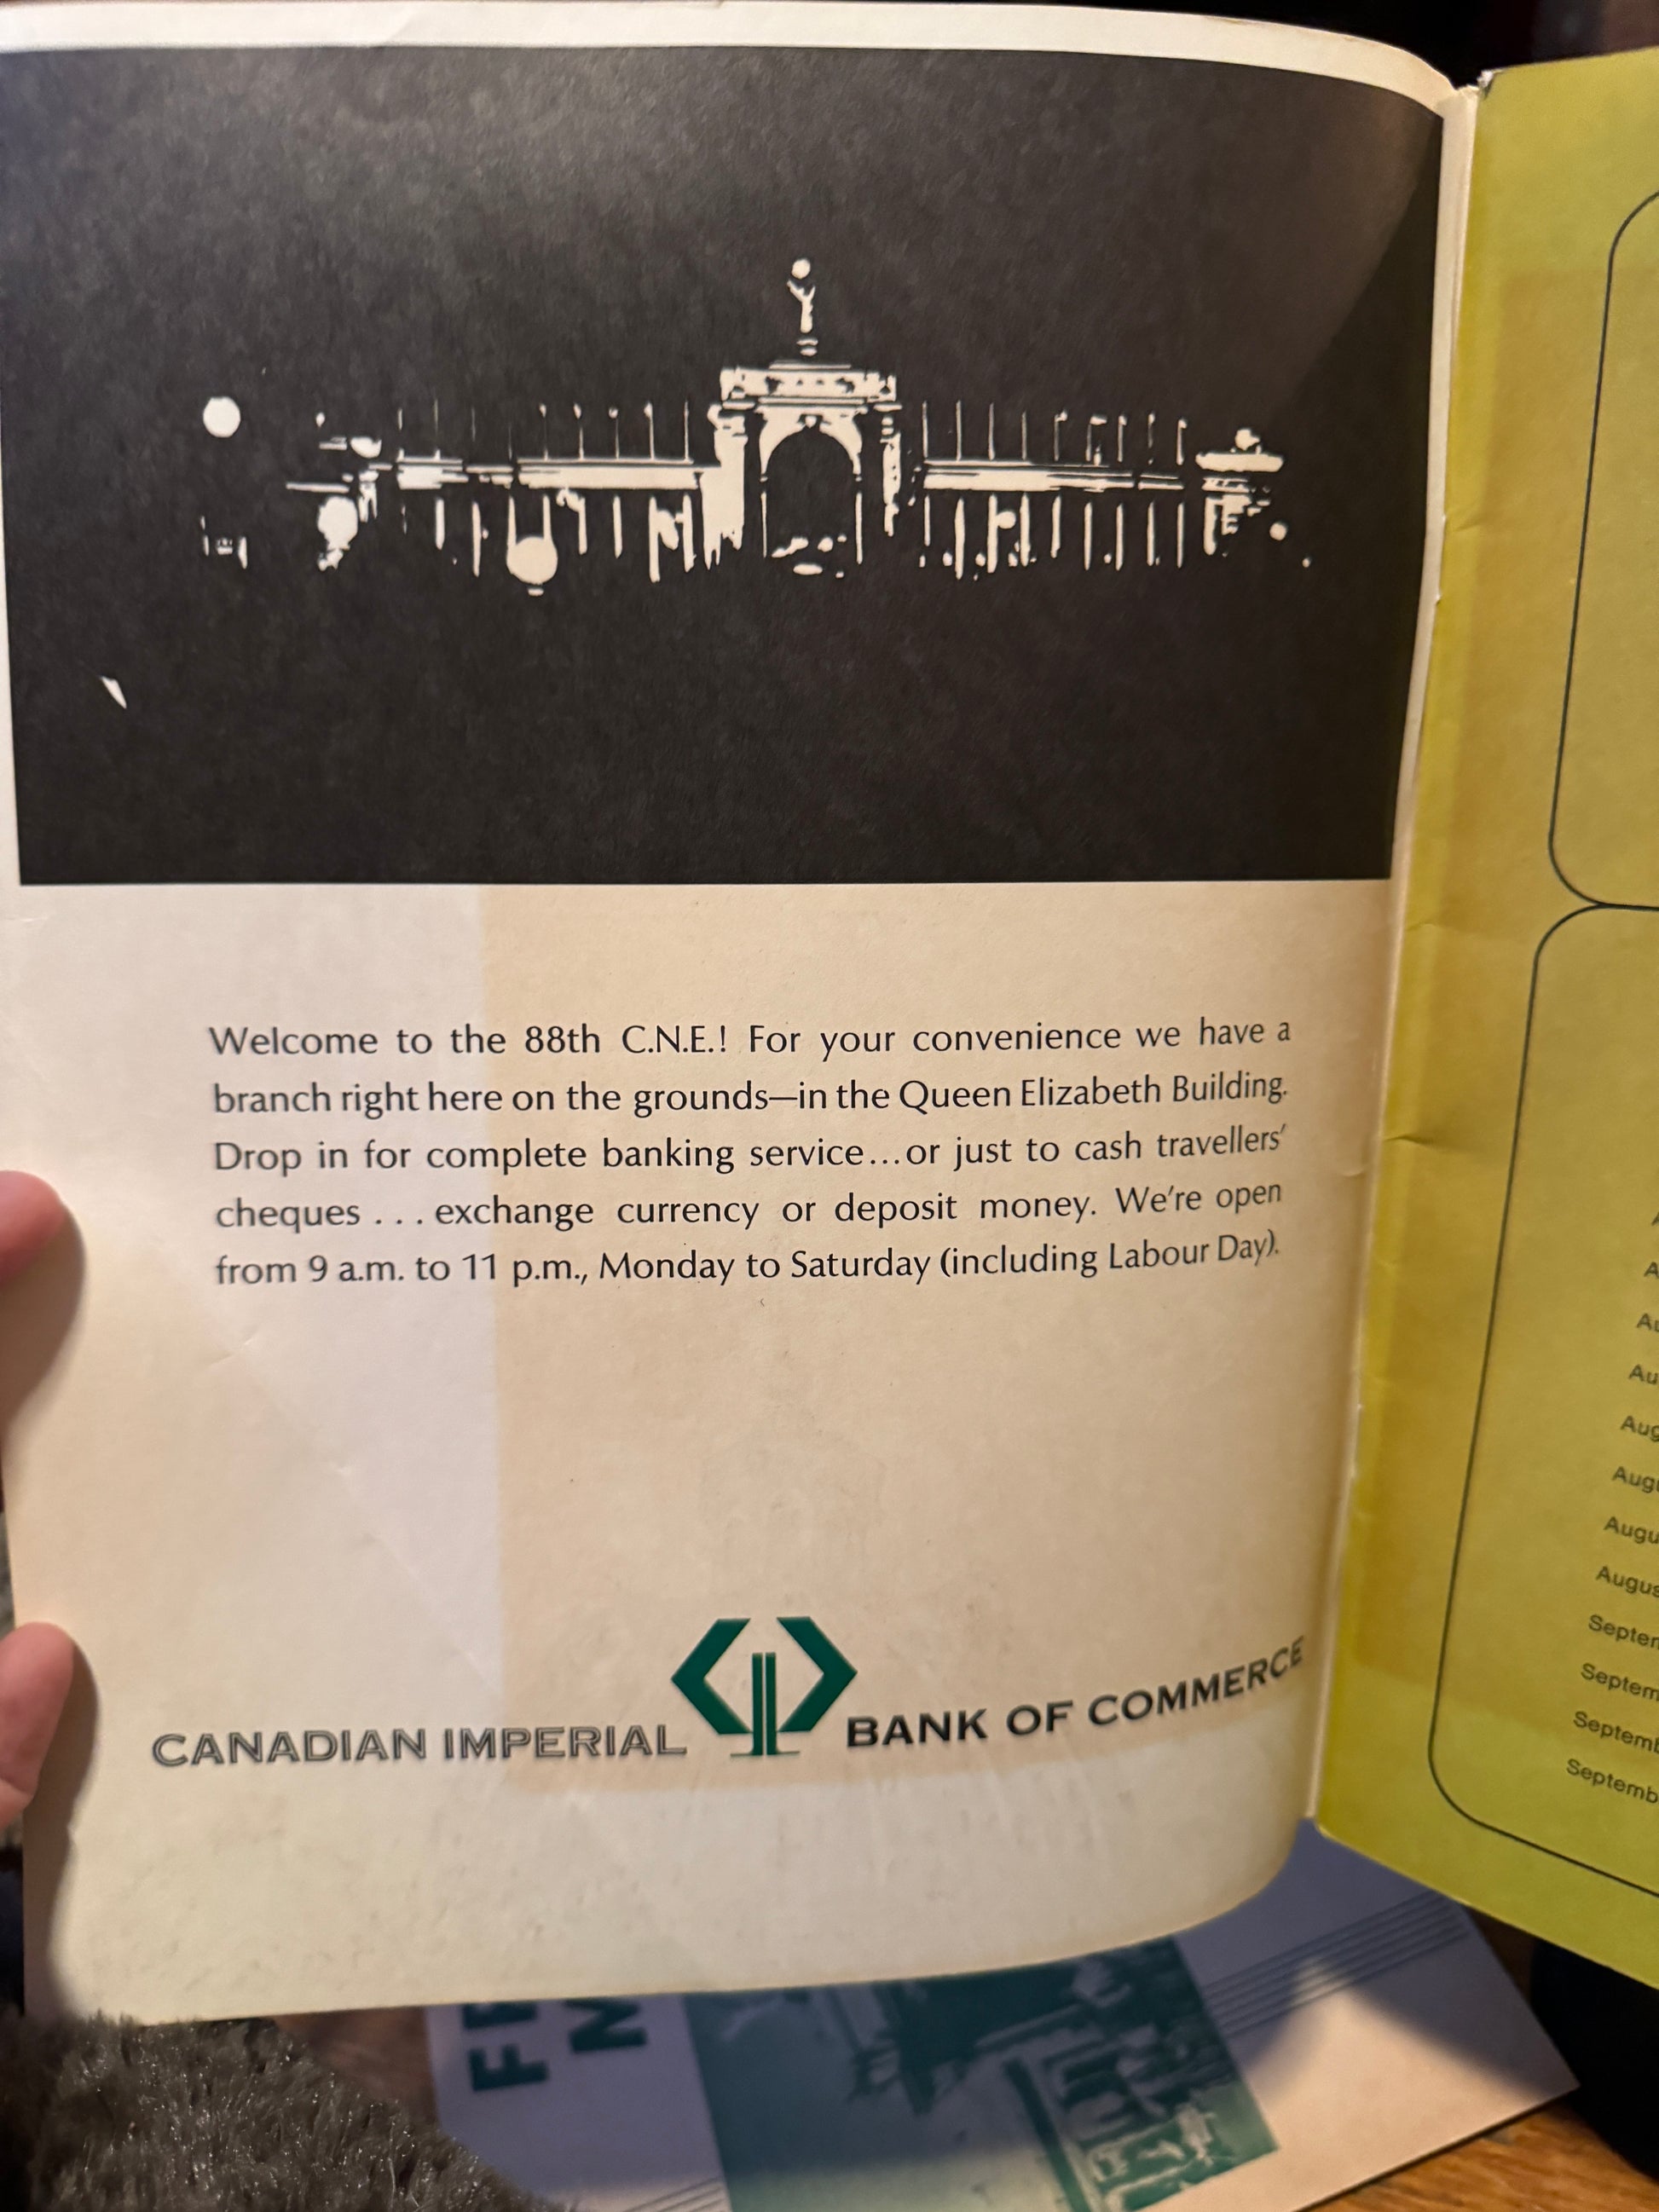 Welcome to the 88th C.N.E.! For your convenience we have a
branch right here on the grounds—in the Queen Elizabeth Building.
Drop in for complete banking service...or just to cash travellers'
cheques . . . exchange currency or deposit money. We're open
from 9 a.m. to 11 p.m., Monday to Saturday (including Labour Day).
CANADIAN IMPERIAL BANK OF COMMERCE